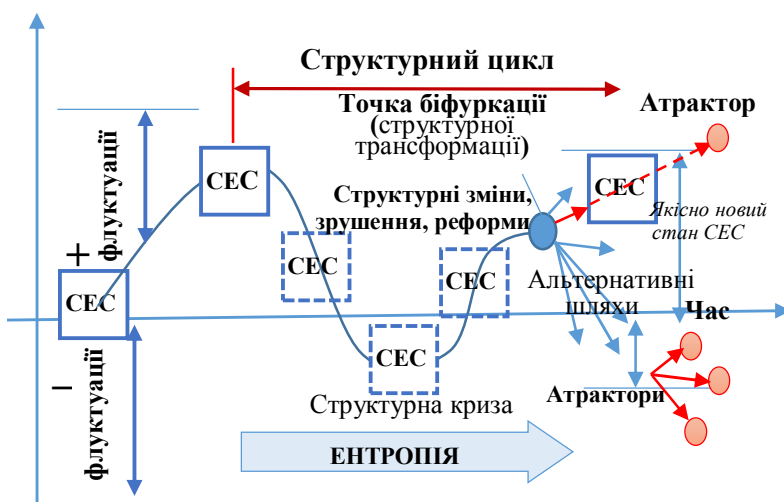 Структурний цикл
Точка біфуркації
(структурної
трансформації)
Атрактор
+
флуктуації
СЕС
СЕС
Структурні зміни,
зрушення, реформи
Якісно новий
стан СЕС
СЕС
СЕС
СЕС
Альтернативні
шляхи
Час
–
флуктуації
СЕС
Структурна криза
Атрактори
ЕНТРОПІЯ